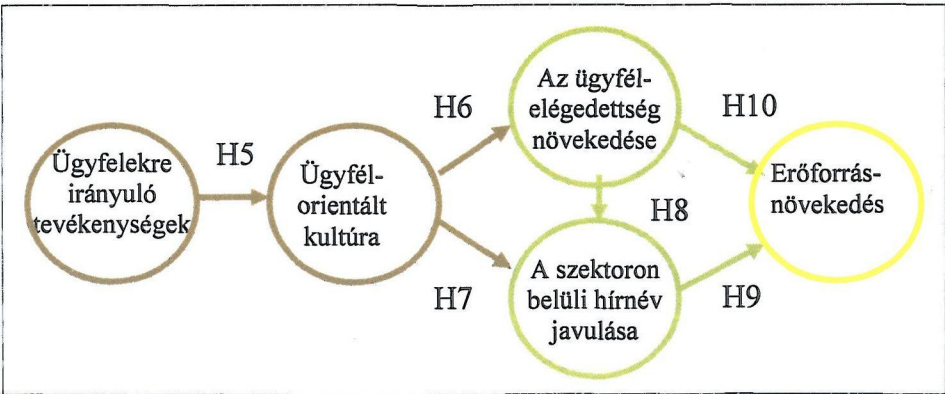 Ügyfelekre
irányuló
tevékenységek
H5
Ügyfél-
orientált
kultúra
H6
H7
Az ügyfél-
elégedettség
növekedése
H8
A szektoron
belüli hírnév
javulása
H10
H9
Erőforrás-
növekedés